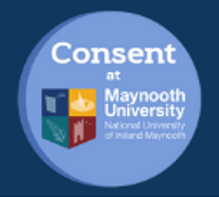 Consent
at
Maynooth
University
National University
of Ireland Maynooth